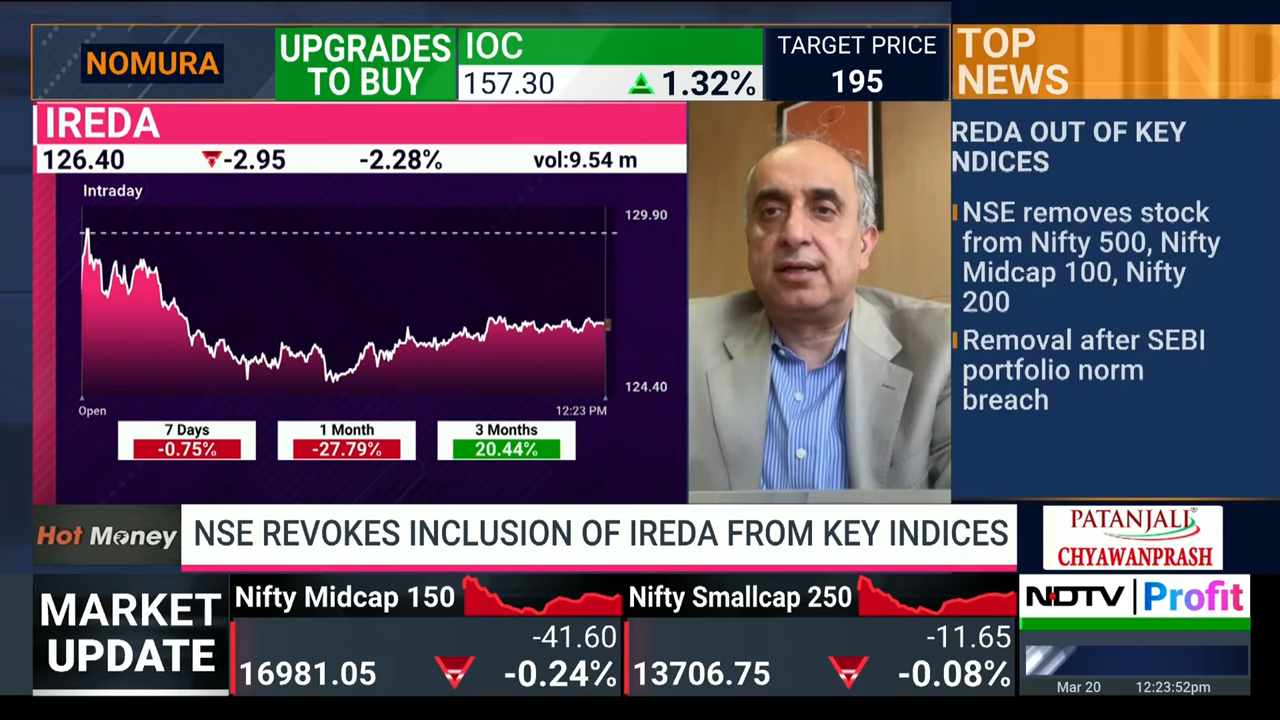 NOMURA
UPGRADES
TO BUY
IOC
157.30
1.32%
TARGET PRICE
195
TOP
NEWS
IREDA
126.40
-2.95
-2.28%
vol:9.54 m
Intraday
129.90
124.40
Open
12:23 PM
7 Days
-0.75%
1 Month
-27.79%
3 Months
20.44%
REDA OUT OF KEY
NDICES
NSE removes stock
from Nifty 500, Nifty
Midcap 100, Nifty
200
Removal after SEBI
portfolio norm
breach
Hot Money
NSE REVOKES INCLUSION OF IREDA FROM KEY INDICES
PATANJALI®
CHYAWANPRASH
MARKET
UPDATE
Nifty Midcap 150
-41.60
16981.05
-0.24%
Nifty Smallcap 250
-11.65
13706.75
-0.08%
NDTV Profit
Mar 20
12:23:52pm